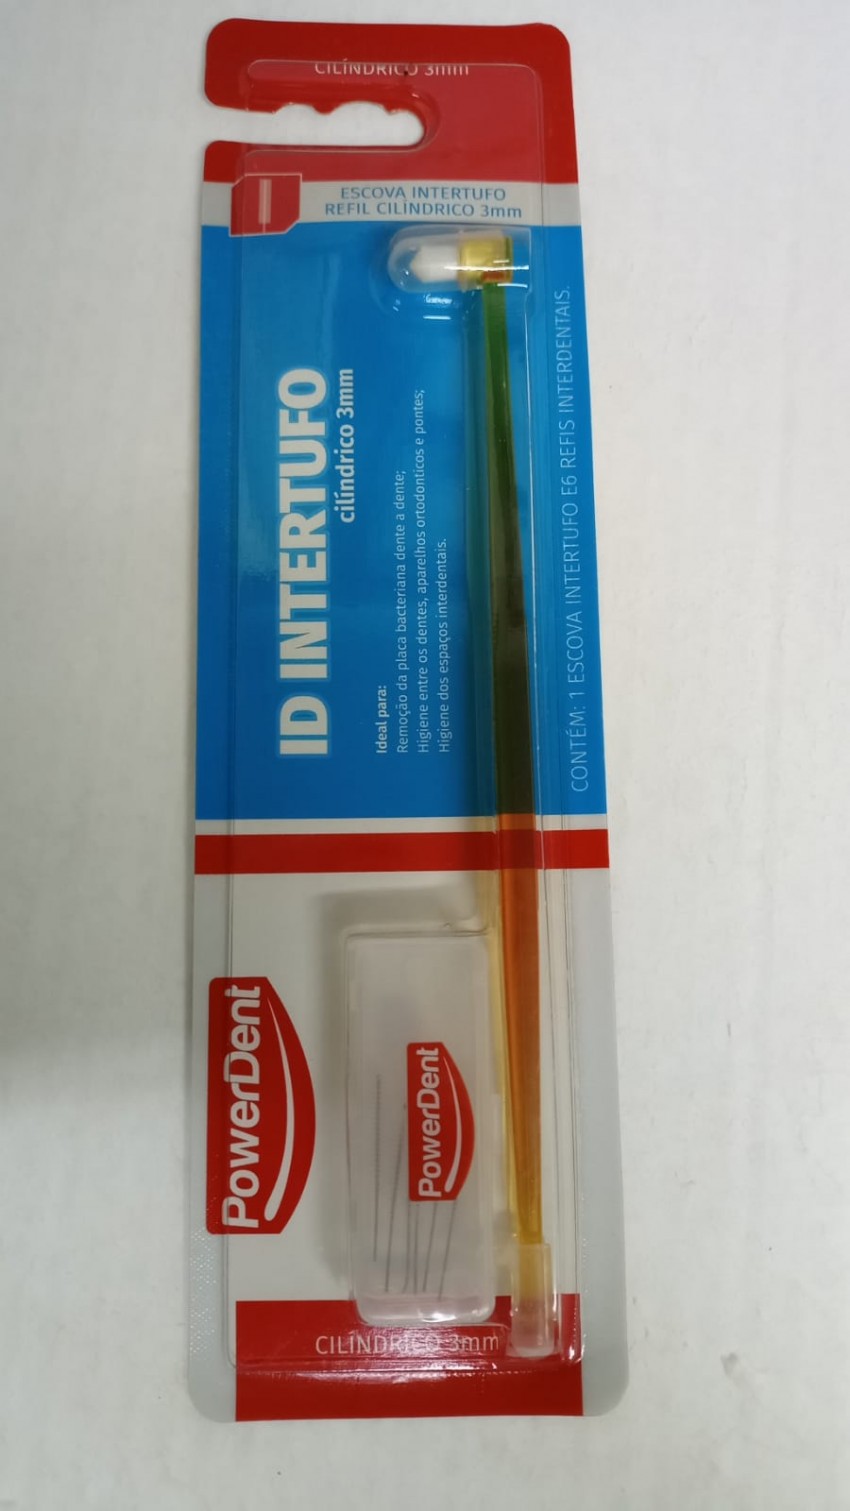 CILÍNDRICO 3mm
ESCOVA INTERTUFO
REFIL CILÍNDRICO 3mm
ID INTERTUFO
cilíndrico 3mm
Ideal para:
Remoção da placa bacteriana dente a dente;
Higiene entre os dentes, aparelhos ortodonticos e pontes;
Higiene dos espaços interdentais.
CONTÉM: 1 ESCOVA INTERTUFO E6 REFIS INTERDENTAIS.
PowerDent
PowerDent
CILÍNDRICO 3mm